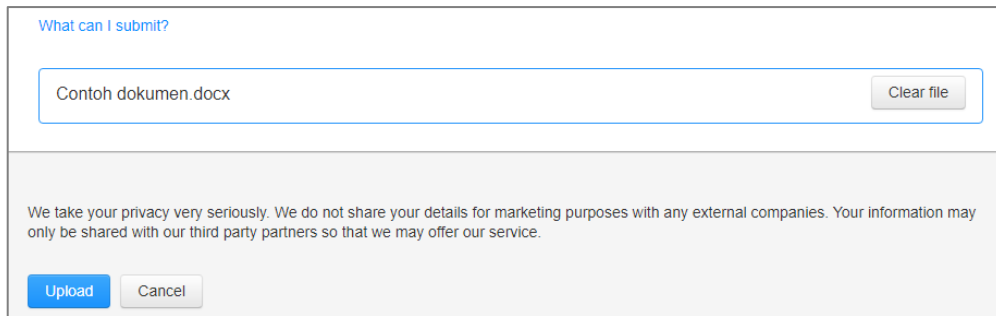 What can I submit?
Contoh dokumen.docx
Clear file
We take your privacy very seriously. We do not share your details for marketing purposes with any external companies. Your information may
only be shared with our third party partners so that we may offer our service.
Upload
Cancel